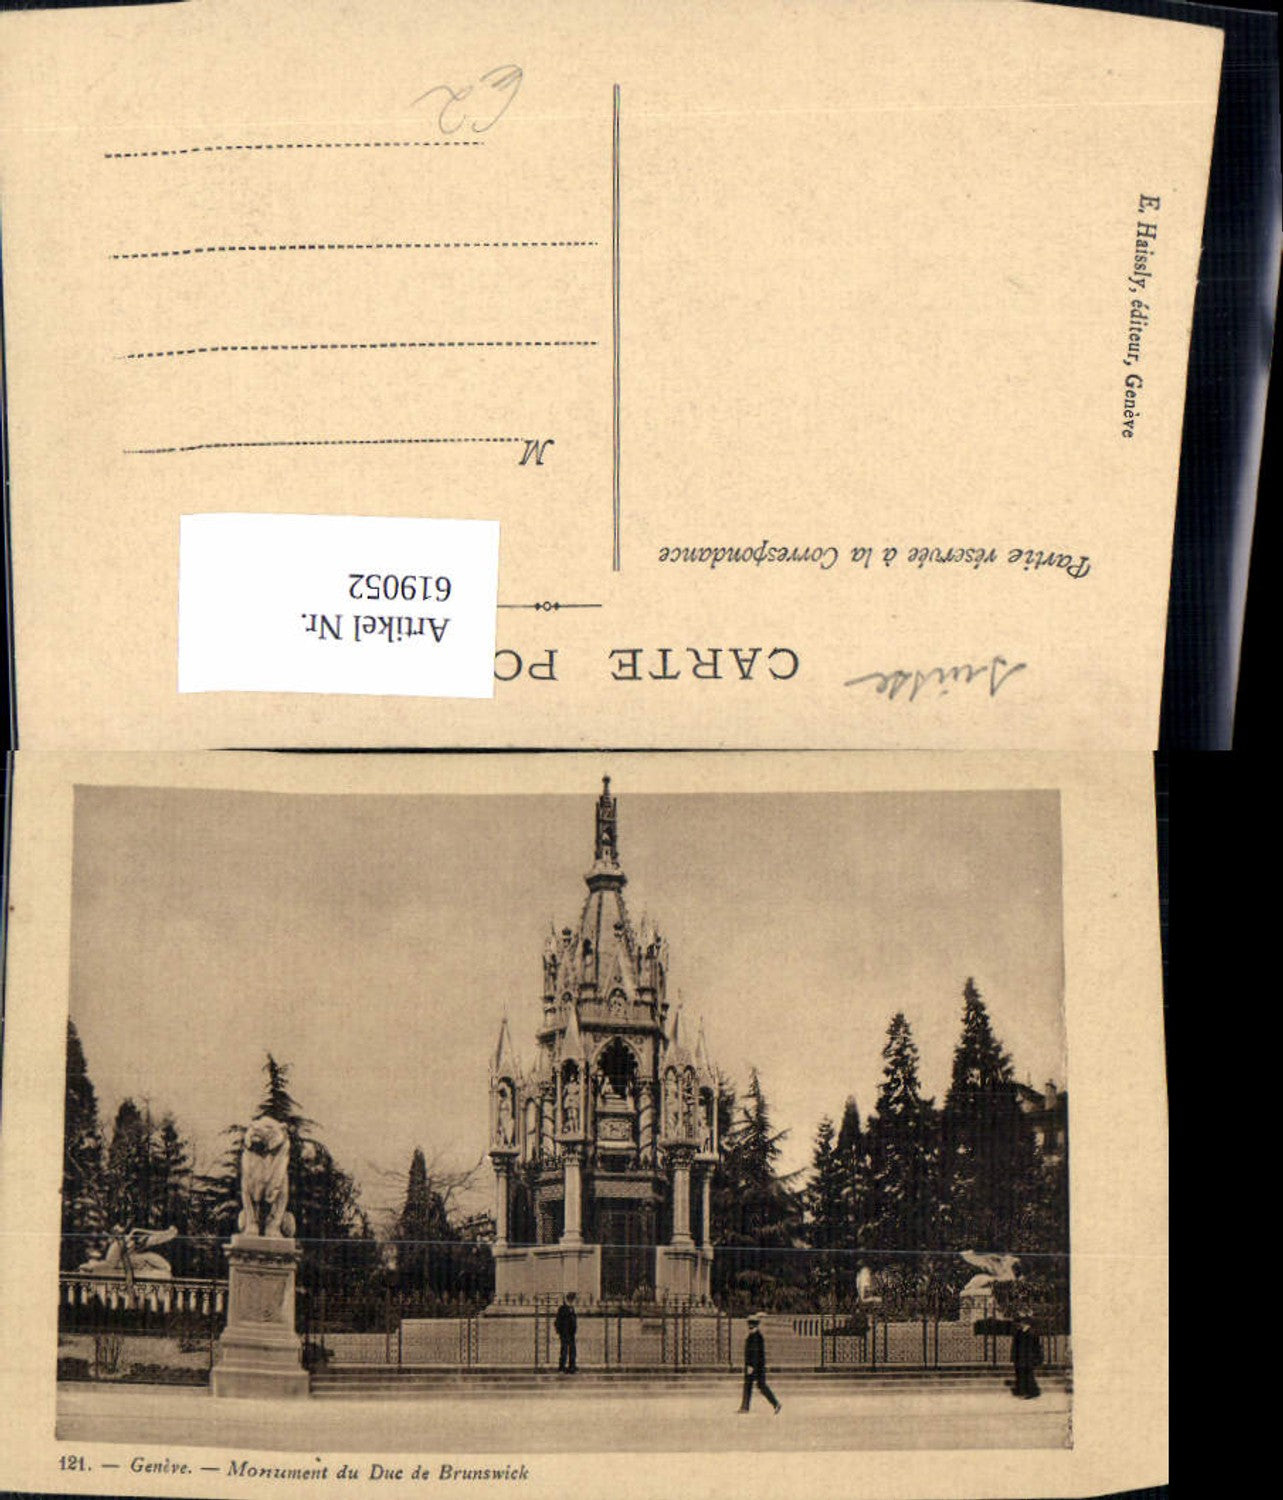 suisse
CARTE PO
Artikel Nr.
619052
Partie réservée à la Correspondance
M
E. Haissly, éditeur, Genève
121. — Genève. — Monument du Duc de Brunswick